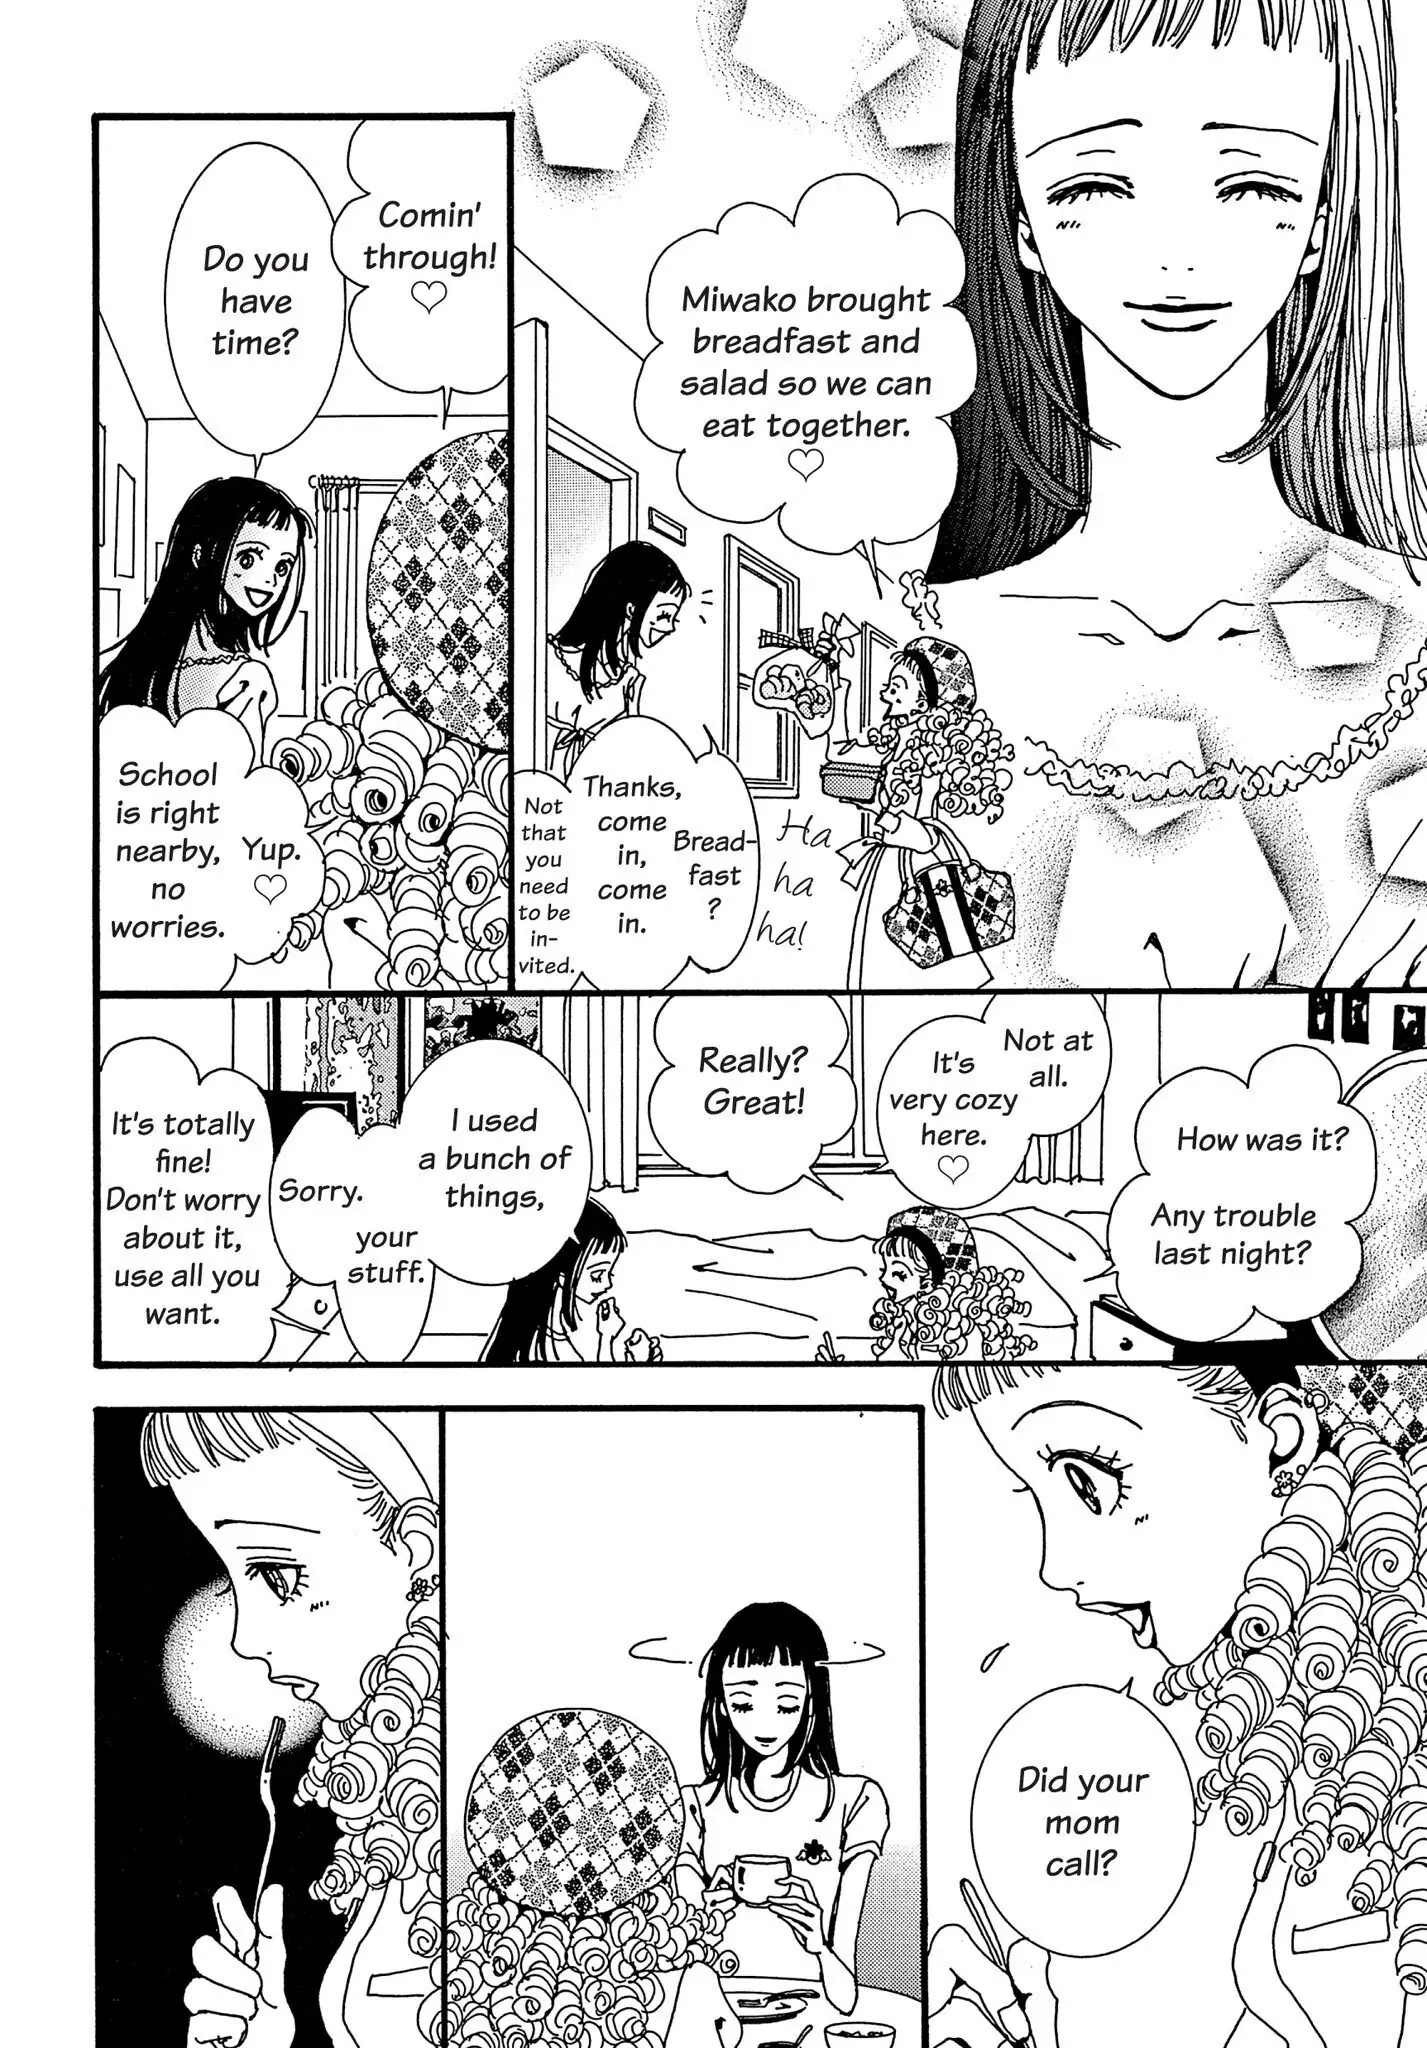 Miwako brought
breadfast and
salad so we can
eat together.
♡
Bread-
fast
?
Thanks,
come
in,
come
in.
Not
that
you
need
to be
in-
vited.
Ha
ha
ha!
Comin'
through!
♡
Do you
have
time?
Yup.
♡
School
is right
nearby,
no
worries.
How was it?
Any trouble
last night?
Not at
all.
It's
very cozy
here.
♡
Really?
Great!
I used
a bunch of
things,
your
stuff.
Sorry.
It's totally
fine!
Don't worry
about it,
use all you
want.
Did your
mom
call?